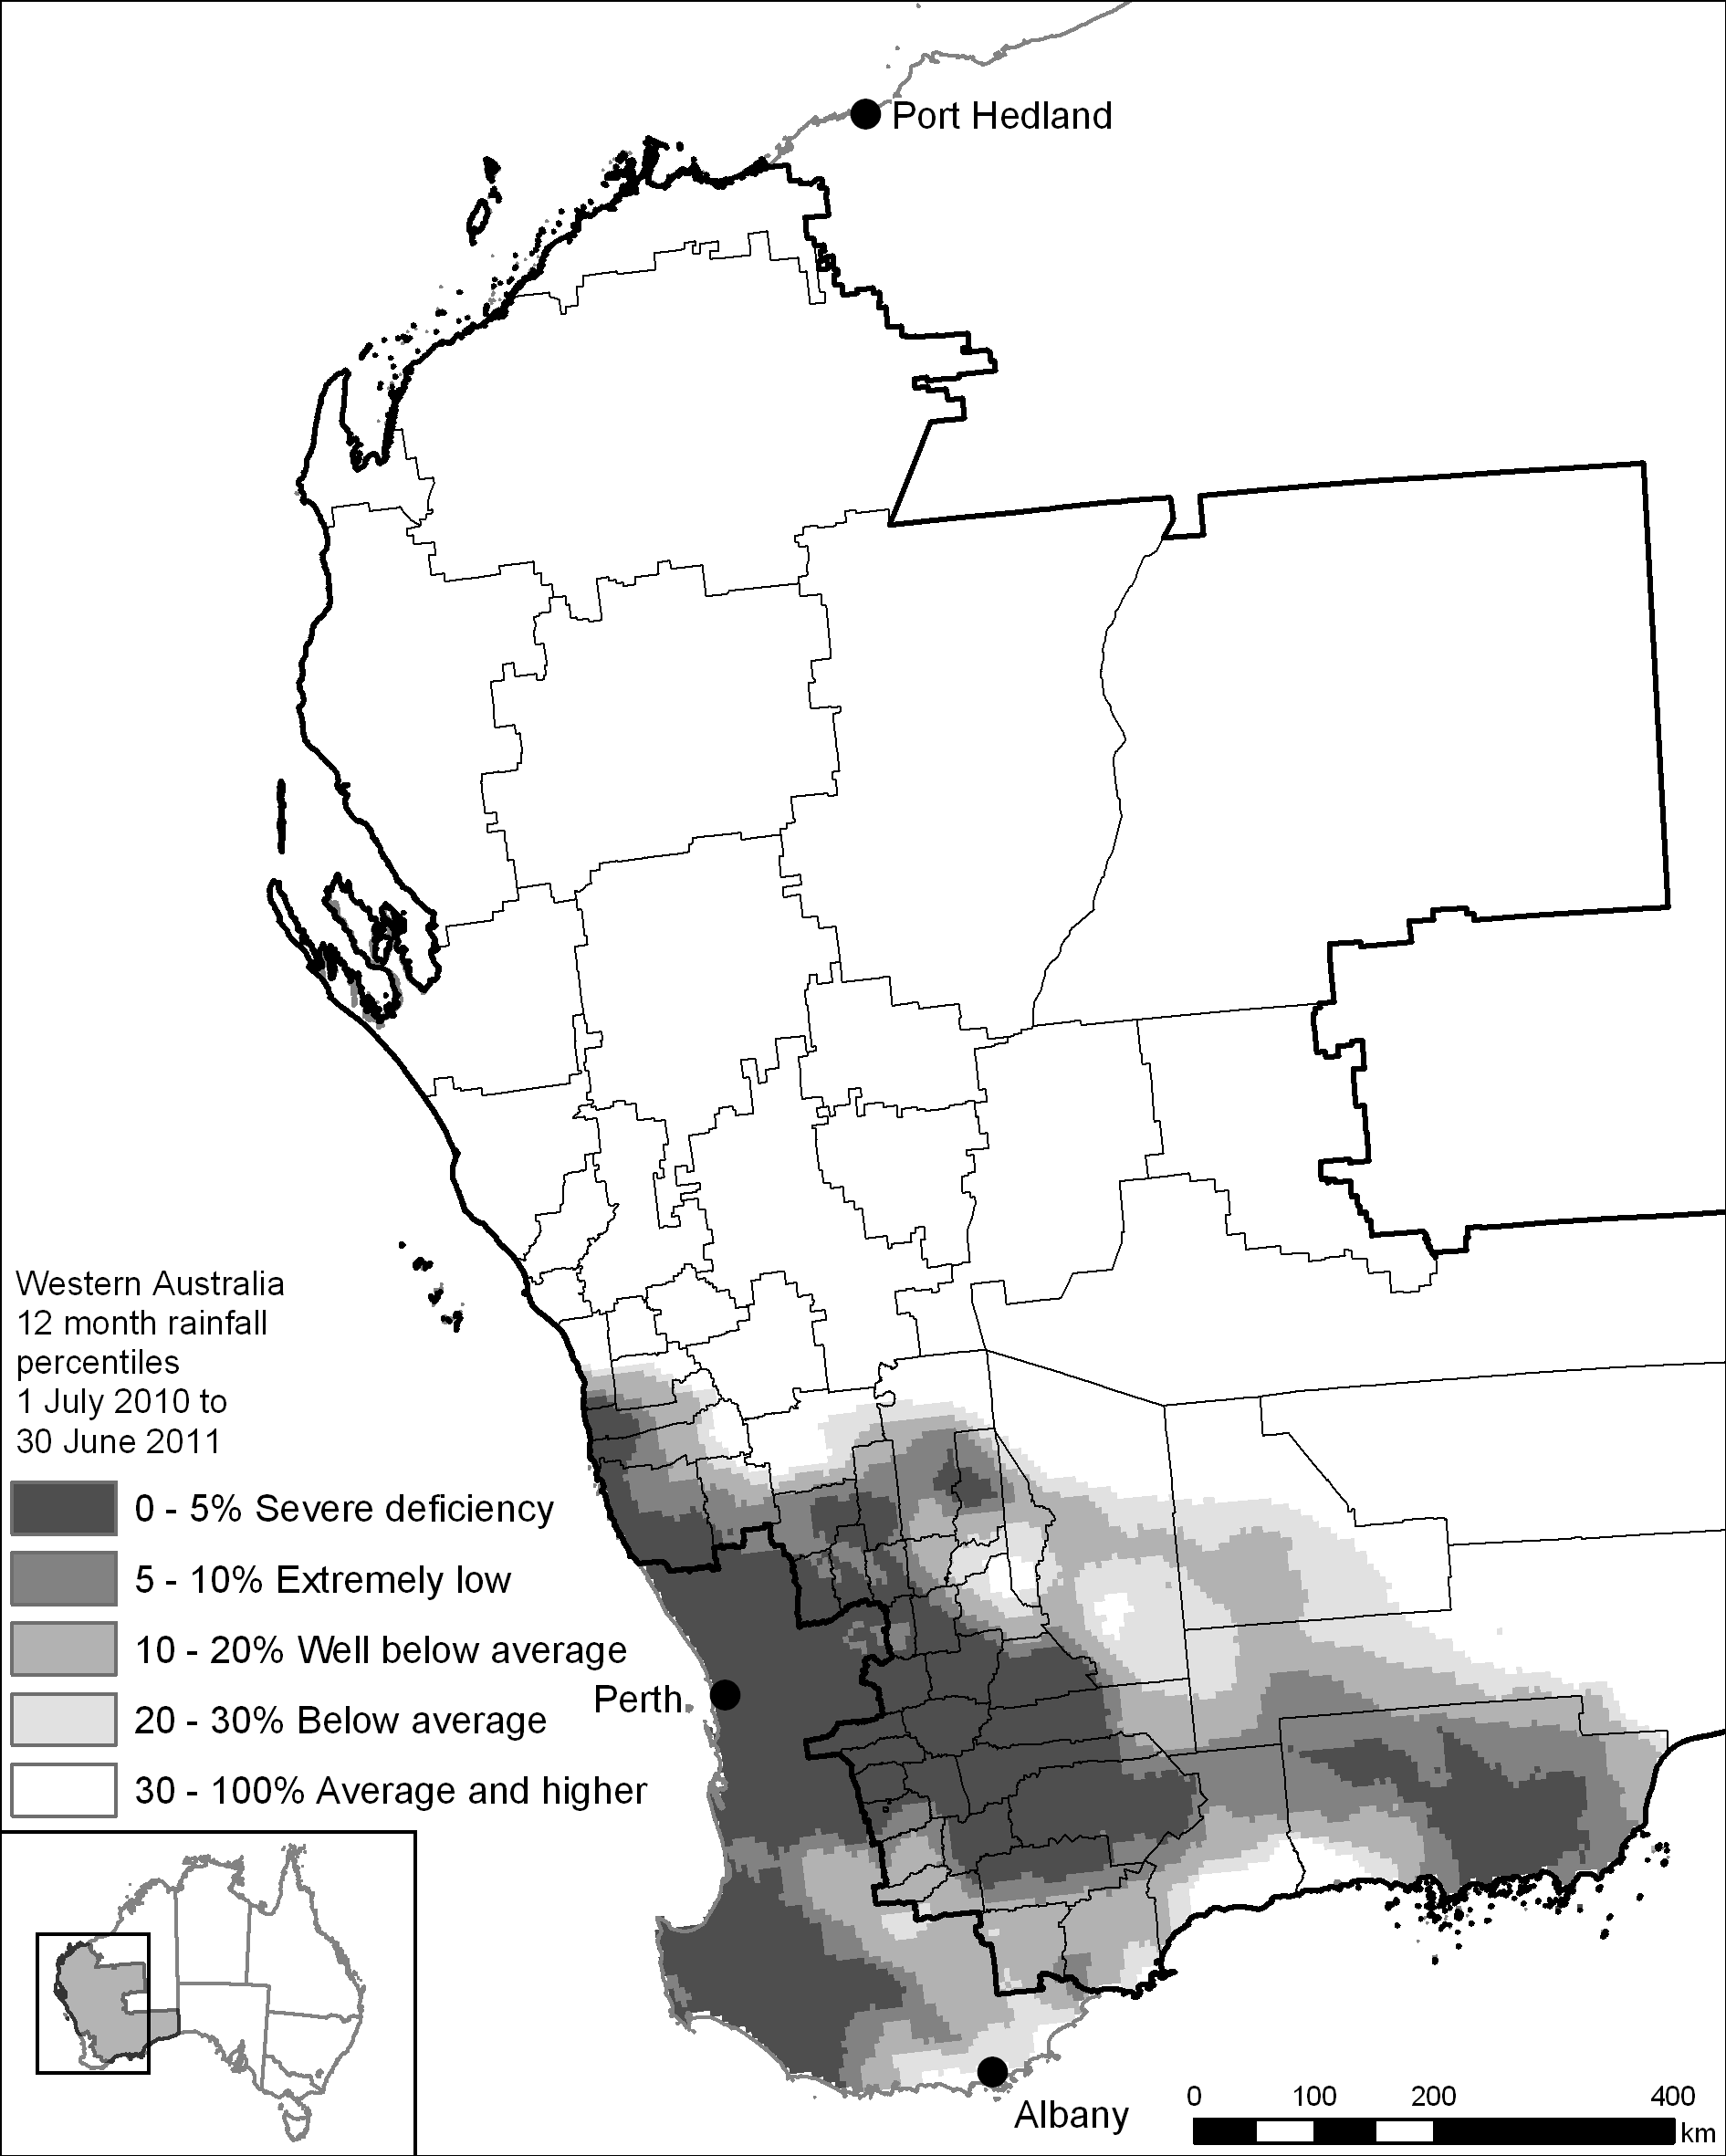 Port Hedland
Western Australia
12 month rainfall
percentiles
1 July 2010 to
30 June 2011
0 - 5% Severe deficiency
5 - 10% Extremely low
10 - 20% Well below average
20 - 30% Below average
30 - 100% Average and higher
Perth
Albany
0 100 200 400
km